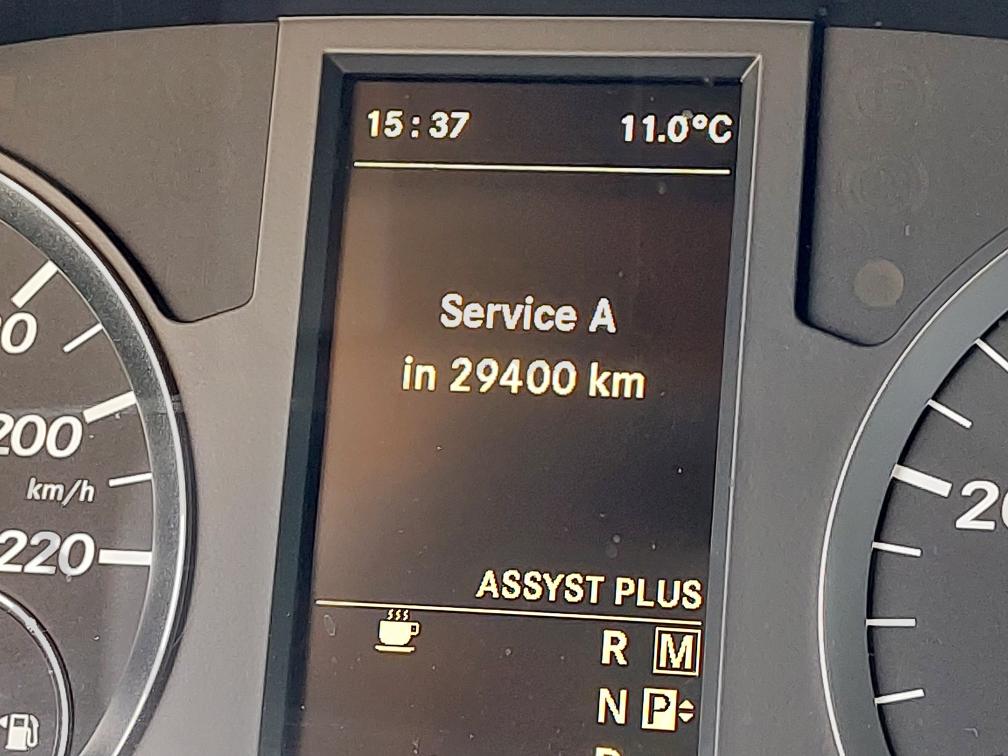 15:37 11.0°C
Service A
in 29400 km
ASSYST PLUS
R M
N P
200
km/h
220